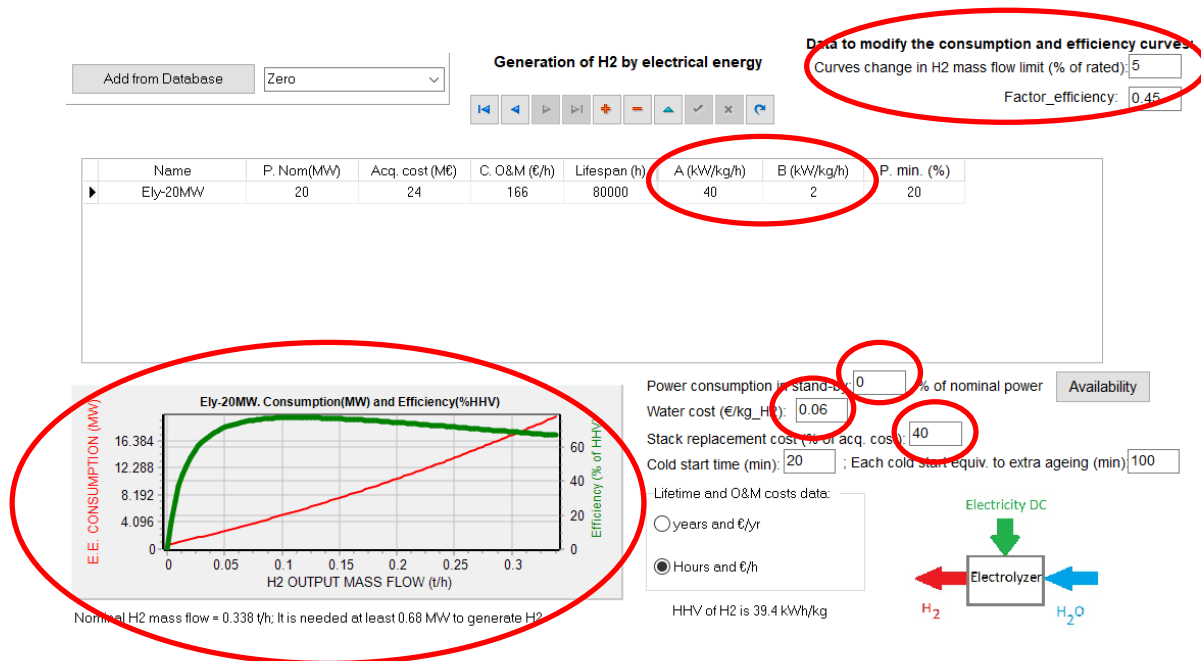 Data to modify the consumption and efficiency curves:
Add from Database
Zero
Generation of H2 by electrical energy
Curves change in H2 mass flow limit (% of rated): 5
Factor_efficiency: 0.45
Name P. Nom(MW) Acq. cost (M€) C. O&M (€/h) Lifespan (h) A (kW/kg/h) B (kW/kg/h) P. min. (%)
Ely-20MW 20 24 166 80000 40 2 20
Ely-20MW. Consumption(MW) and Efficiency(%HHV)
E.E. CONSUMPTION (MW)
16.384
12.288
8.192
4.096
0
0 0.05 0.1 0.15 0.2 0.25 0.3
H2 OUTPUT MASS FLOW (t/h)
60
40
20
0
Efficiency (% of HHV)
Nominal H2 mass flow = 0.338 t/h; It is needed at least 0.68 MW to generate H2
Power consumption in stand-by: 0 % of nominal power
Availability
Water cost (€/kg_H2): 0.06
Stack replacement cost (% of acq. cost): 40
Cold start time (min): 20 ; Each cold start equiv. to extra ageing (min): 100
Lifetime and O&M costs data:
years and €/yr
Hours and €/h
HHV of H2 is 39.4 kWh/kg
Electricity DC
Electrolyzer
H2
H2O